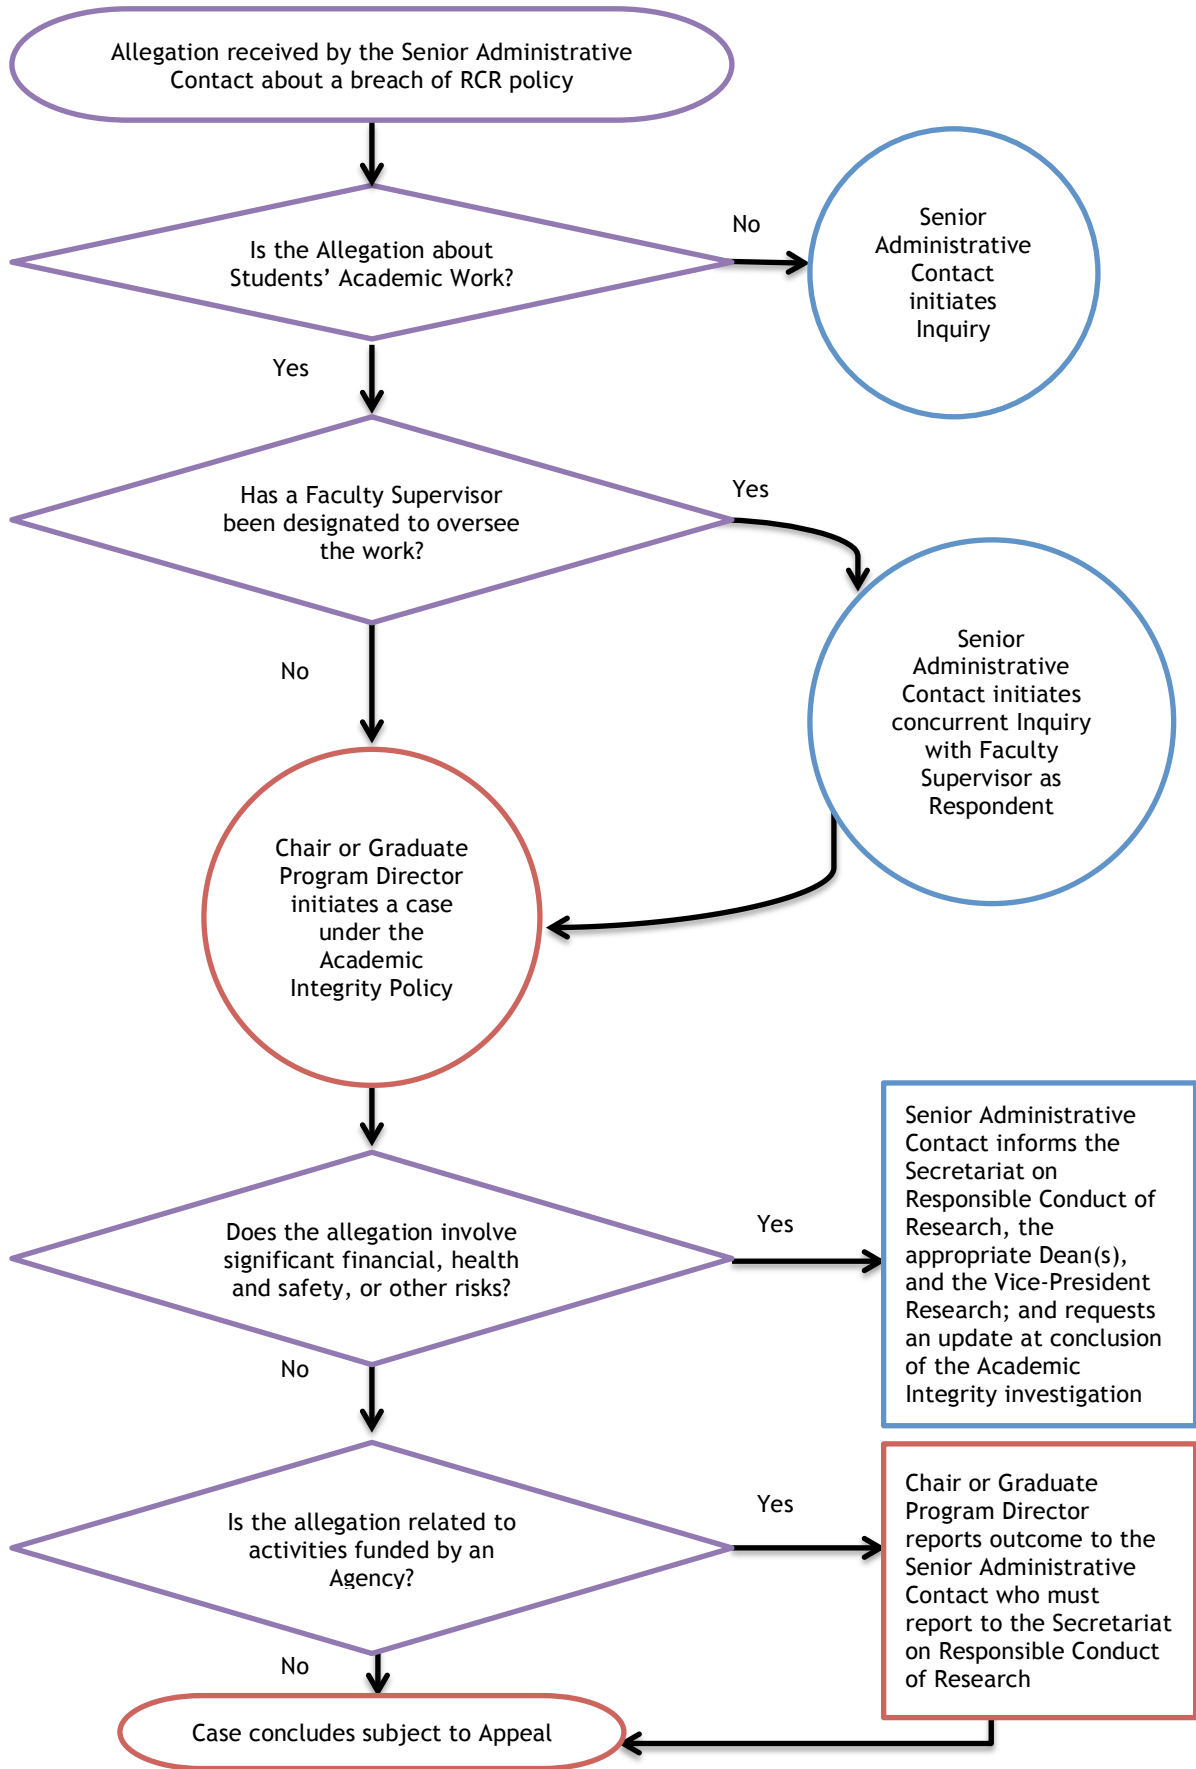 Allegation received by the Senior Administrative
Contact about a breach of RCR policy
Is the Allegation about
Students’ Academic Work?
No
Senior
Administrative
Contact
initiates
Inquiry
Yes
Has a Faculty Supervisor
been designated to oversee
the work?
Yes
Senior
Administrative
Contact initiates
concurrent Inquiry
with Faculty
Supervisor as
Respondent
No
Chair or Graduate
Program Director
initiates a case
under the
Academic
Integrity Policy
Does the allegation involve
significant financial, health
and safety, or other risks?
Yes
Senior Administrative
Contact informs the
Secretariat on
Responsible Conduct of
Research, the
appropriate Dean(s),
and the Vice-President
Research; and requests
an update at conclusion
of the Academic
Integrity investigation
No
Is the allegation related to
activities funded by an
Agency?
Yes
Chair or Graduate
Program Director
reports outcome to the
Senior Administrative
Contact who must
report to the Secretariat
on Responsible Conduct
of Research
No
Case concludes subject to Appeal